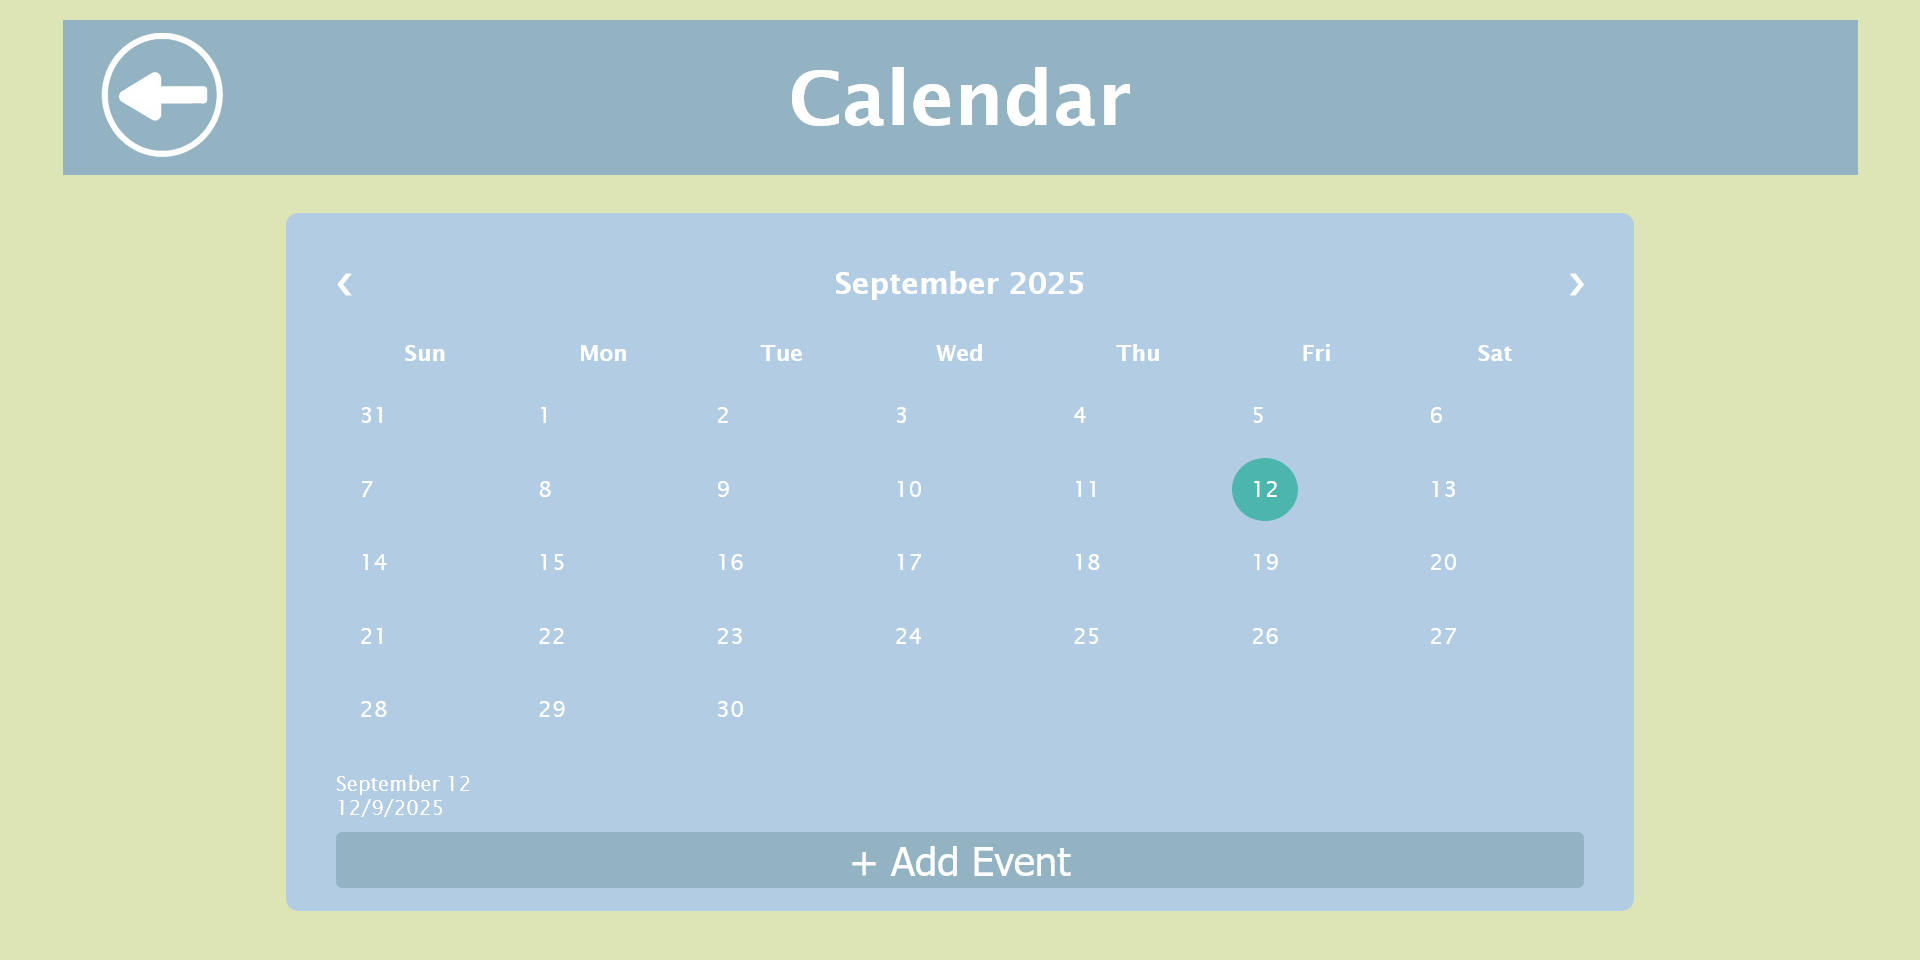 Calendar
❮ September 2025 ❯
Sun Mon Tue Wed Thu Fri Sat
31 1 2 3 4 5 6
7 8 9 10 11 12 13
14 15 16 17 18 19 20
21 22 23 24 25 26 27
28 29 30
September 12
12/9/2025
+ Add Event